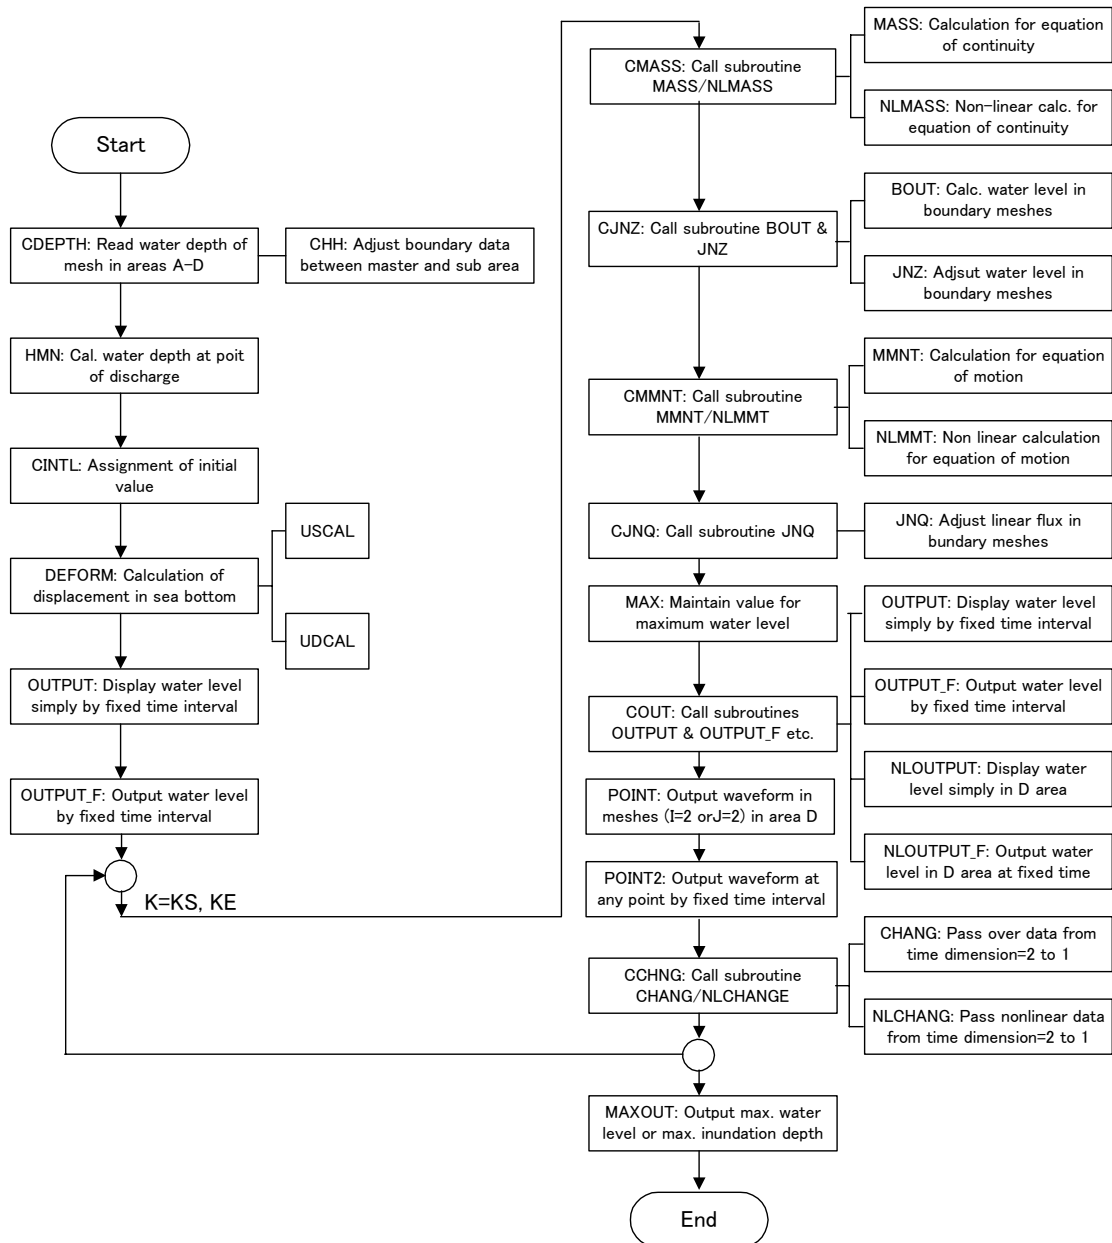 Start
CDEPTH: Read water depth of
mesh in areas A-D
CHH: Adjust boundary data
between master and sub area
HMN: Cal. water depth at poit
of discharge
CINTL: Assignment of initial
value
DEFORM: Calculation of
displacement in sea bottom
USCAL
UDCAL
OUTPUT: Display water level
simply by fixed time interval
OUTPUT_F: Output water level
by fixed time interval
K=KS, KE
CMASS: Call subroutine
MASS/NLMASS
MASS: Calculation for equation
of continuity
NLMASS: Non-linear calc. for
equation of continuity
CJNZ: Call subroutine BOUT &
JNZ
BOUT: Calc. water level in
boundary meshes
JNZ: Adjsut water level in
boundary meshes
CMMNT: Call subroutine
MMNT/NLMMT
MMNT: Calculation for equation
of motion
NLMMT: Non linear calculation
for equation of motion
CJNQ: Call subroutine JNQ
JNQ: Adjust linear flux in
bundary meshes
MAX: Maintain value for
maximum water level
COUT: Call subroutines
OUTPUT & OUTPUT_F etc.
OUTPUT: Display water level
simply by fixed time interval
OUTPUT_F: Output water level
by fixed time interval
NLOUTPUT: Display water
level simply in D area
NLOUTPUT_F: Output water
level in D area at fixed time
POINT: Output waveform in
meshes (I=2 orJ=2) in area D
POINT2: Output waveform at
any point by fixed time interval
CCHNG: Call subroutine
CHANG/NLCHANGE
CHANG: Pass over data from
time dimension=2 to 1
NLCHANG: Pass nonlinear data
from time dimension=2 to 1
MAXOUT: Output max. water
level or max. inundation depth
End